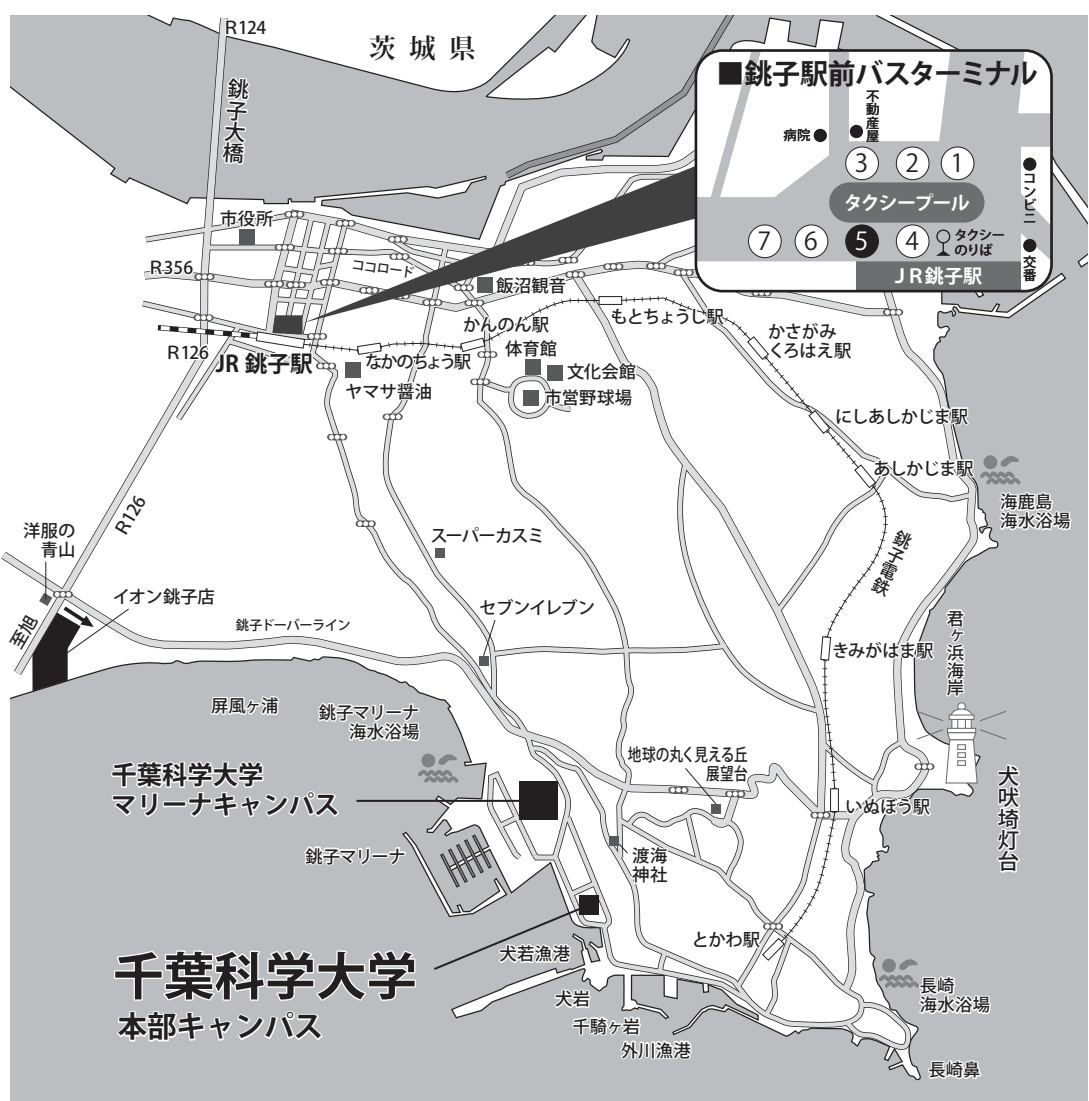 R124
茨城県
銚子大橋
■銚子駅前バスターミナル
不動産屋
病院
③
②
①
コンビニ
タクシープール
⑦
⑥
5
④
タクシー
のりば
交番
JR銚子駅
市役所
R356
ココロード
飯沼観音
R126
JR 銚子駅
なかのちょう駅
かんのん駅
もとちょうじ駅
かさがみ
くろはえ駅
ヤマサ醤油
体育館
文化会館
市営野球場
にしあしかじま駅
あしかじま駅
海鹿島
海水浴場
R126
洋服の
青山
スーパーカスミ
銚子電鉄
イオン銚子店
至旭
セブンイレブン
銚子ドーバーライン
きみがはま駅
君ヶ浜海岸
屏風ヶ浦
銚子マリーナ
海水浴場
地球の丸く見える丘
展望台
千葉科学大学
マリーナキャンパス
いぬぼう駅
犬吠埼灯台
銚子マリーナ
渡海
神社
とかわ駅
千葉科学大学
本部キャンパス
犬若漁港
犬岩
千騎ヶ岩
外川漁港
長崎
海水浴場
長崎鼻